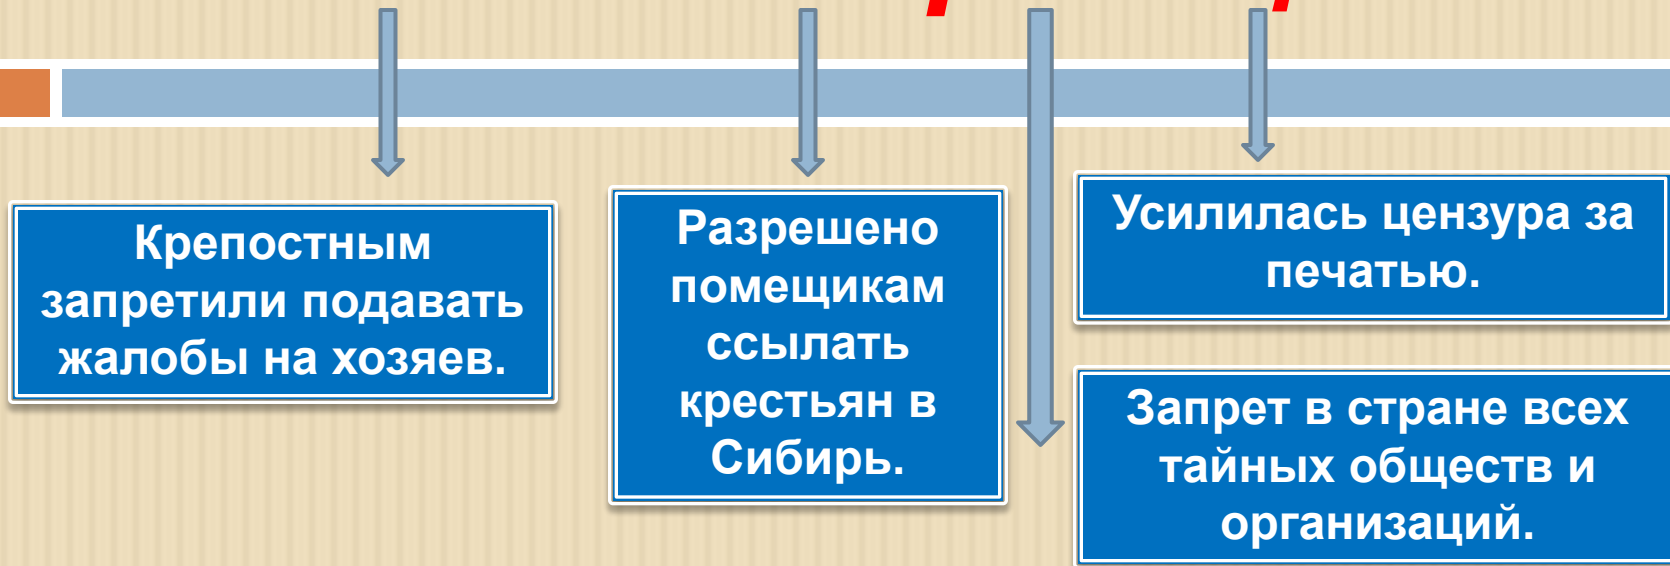 Крепостным
запретили подавать
жалобы на хозяев.
Разрешено
помещикам
ссылать
крестьян в
Сибирь.
Усилилась цензура за
печатью.
Запрет в стране всех
тайных обществ и
организаций.